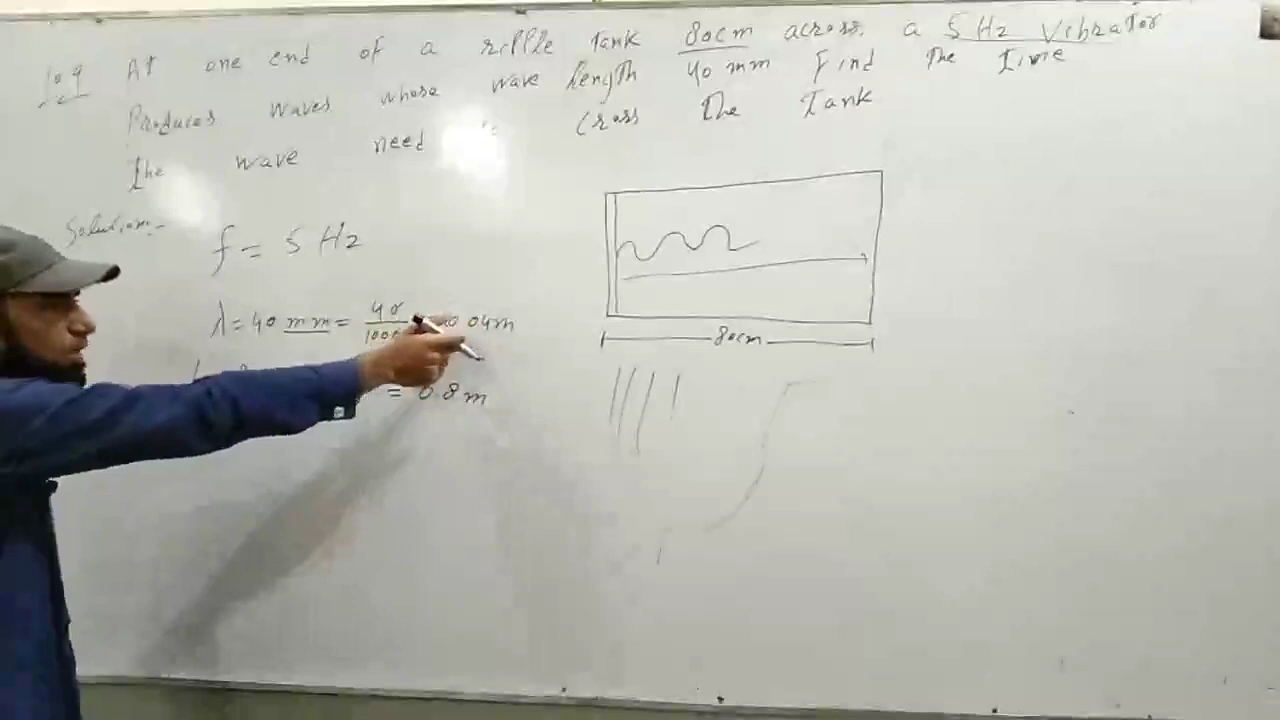 10.9 At one end of a ripple Tank 80cm across. a 5 Hz Vibrator
Produces waves whose wave length 40 mm Find The Time
The wave need Cross The Tank
Solution:-
f = 5 Hz
λ = 40 mm = 40/1000 04m
= 0.8 m
80cm